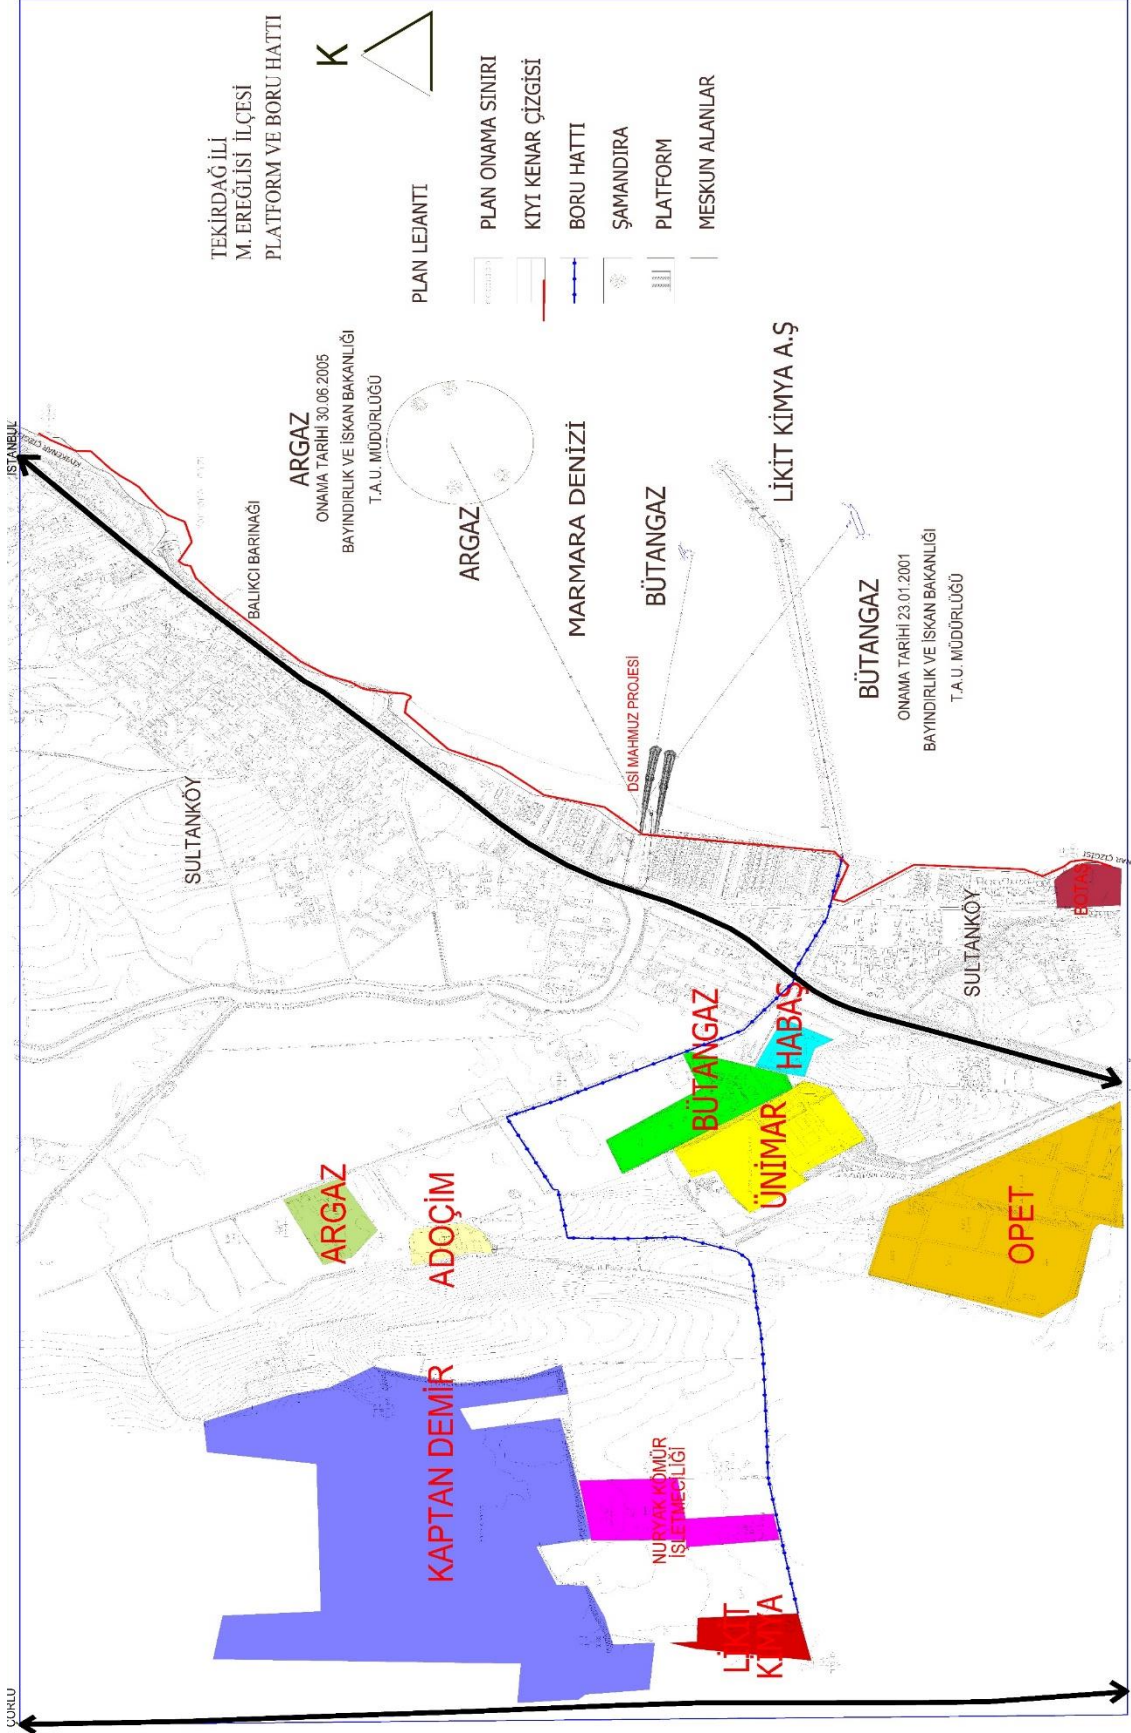 TEKİRDAĞ İLİ
M. EREĞLİSİ İLÇESİ
PLATFORM VE BORU HATTI
K
PLAN LEJANTI
PLAN ONAMA SINIRI
KIYI KENAR ÇİZGİSİ
BORU HATTI
ŞAMANDIRA
PLATFORM
MESKUN ALANLAR
İSTANBUL
ÇORLU
BALIKCI BARINAĞI
ARGAZ
ONAMA TARİHİ 30.06.2005
BAYINDIRLIK VE İSKAN BAKANLIĞI
T.A.U. MÜDÜRLÜĞÜ
ARGAZ
MARMARA DENİZİ
BÜTANGAZ
LİKİT KİMYA A.Ş
BÜTANGAZ
ONAMA TARİHİ 23.01.2001
BAYINDIRLIK VE İSKAN BAKANLIĞI
T.A.U. MÜDÜRLÜĞÜ
DSİ MAHMUZ PROJESİ
SULTANKÖY
SULTANKÖY
BOTAŞ
BÜTANGAZ
HABAŞ
ÜNİMAR
OPET
ARGAZ
ADOÇİM
KAPTAN DEMİR
NURYAK KÖMÜR
İŞLETMECİLİĞİ
LİKİT
KİMYA